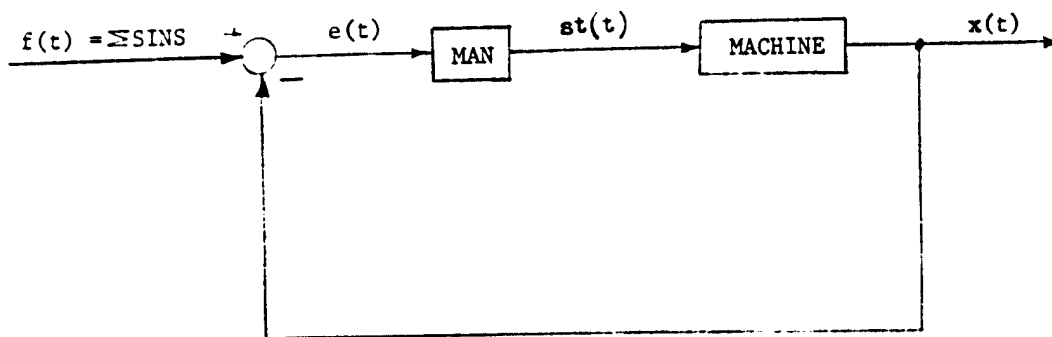 f(t) = ΣSINS
+
e(t)
MAN
st(t)
MACHINE
x(t)
−